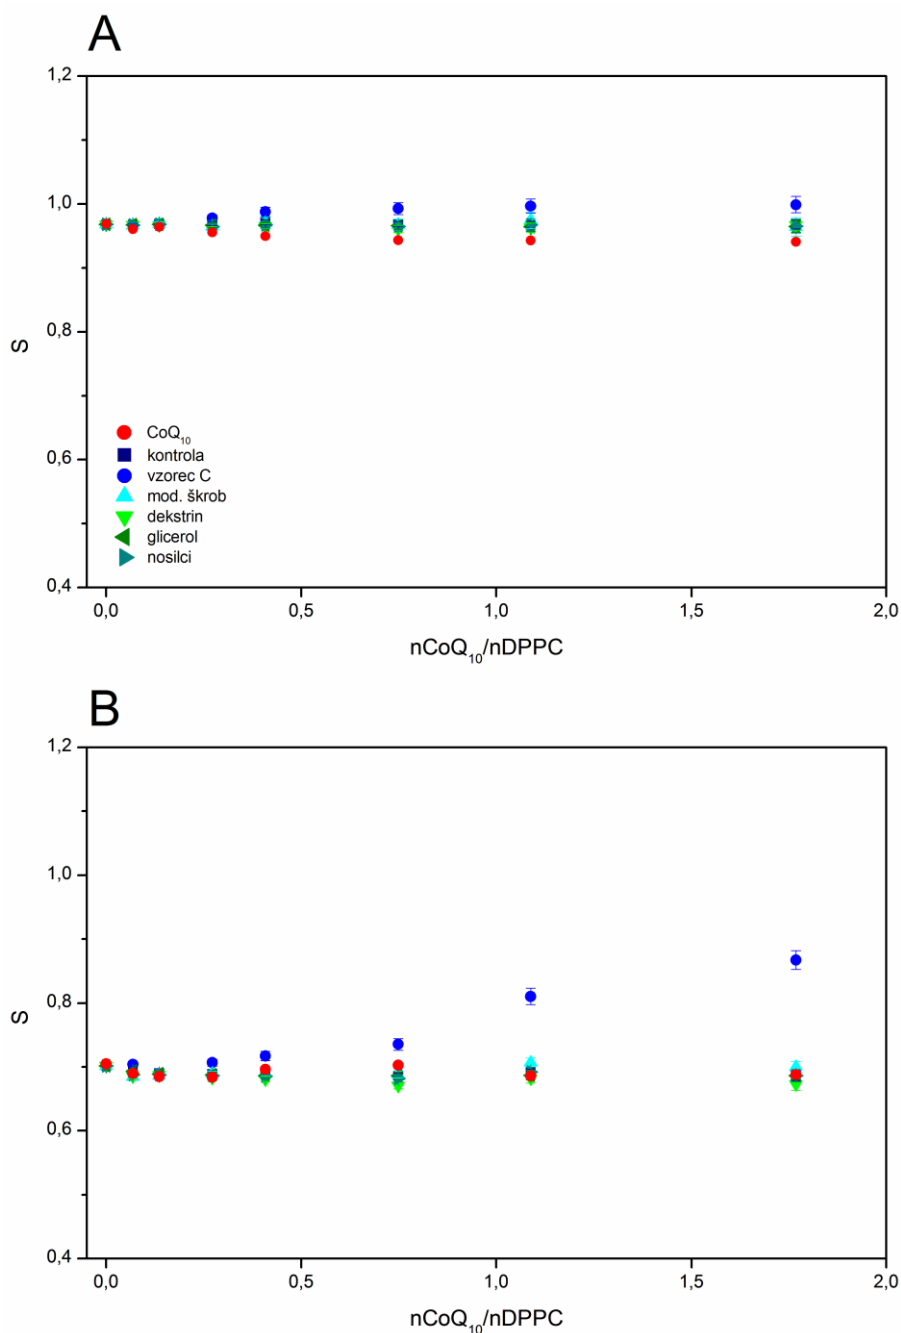 A
1,2
1,0
0,8
0,6
0,4
S
CoQ10
kontrola
vzorec C
mod. škrob
dekstrin
glicerol
nosilci
0,0 0,5 1,0 1,5 2,0
nCoQ10/nDPPC
B
1,2
1,0
0,8
0,6
0,4
S
0,0 0,5 1,0 1,5 2,0
nCoQ10/nDPPC